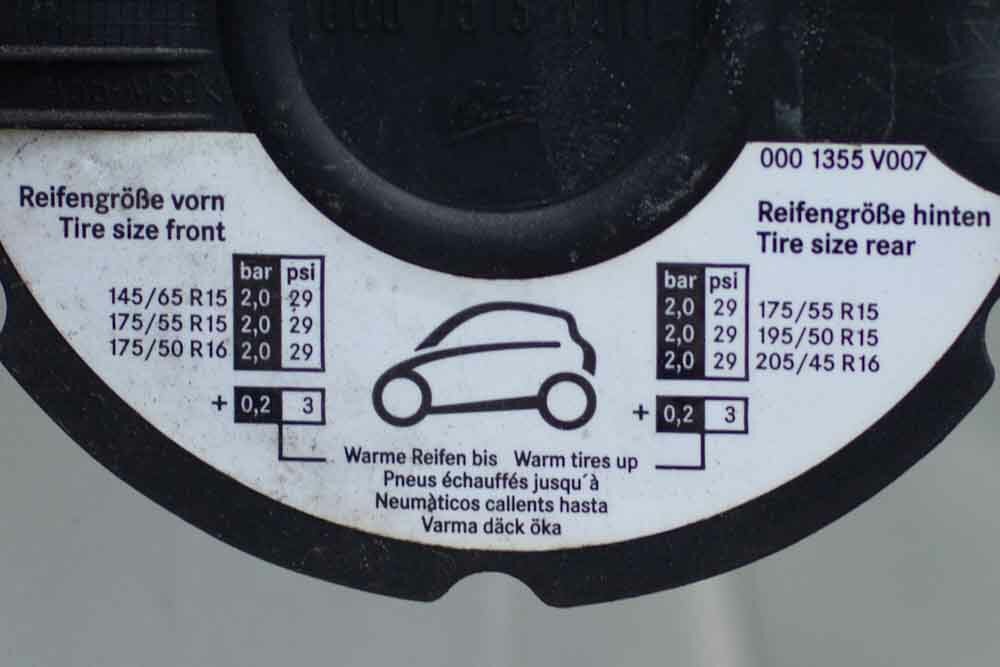 000 1355 V007
Reifengröße vorn
Tire size front
bar psi
145/65 R15 2,0 29
175/55 R15 2,0 29
175/50 R16 2,0 29
+ 0,2 3
Reifengröße hinten
Tire size rear
bar psi
2,0 29 175/55 R15
2,0 29 195/50 R15
2,0 29 205/45 R16
+ 0,2 3
Warme Reifen bis Warm tires up
Pneus échauffés jusqu´à
Neumàticos callents hasta
Varma däck öka